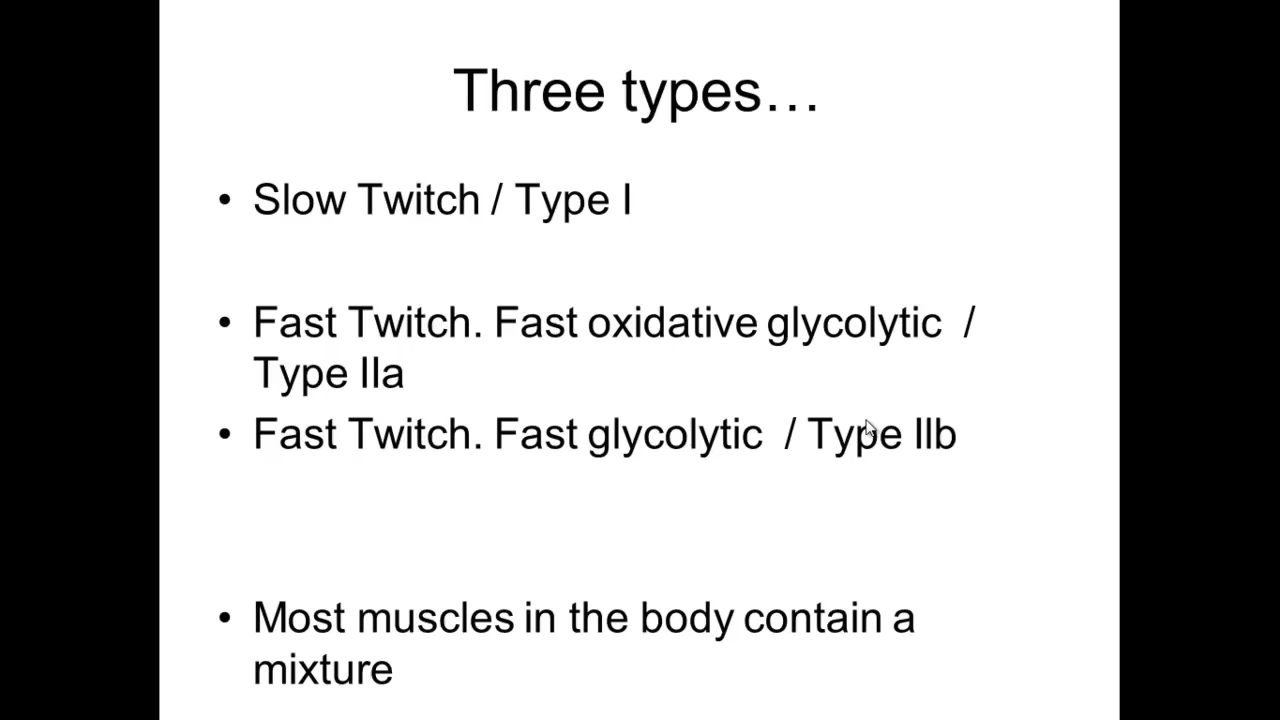 Three types…
• Slow Twitch / Type I
• Fast Twitch. Fast oxidative glycolytic /
Type IIa
• Fast Twitch. Fast glycolytic / Type IIb
• Most muscles in the body contain a
mixture